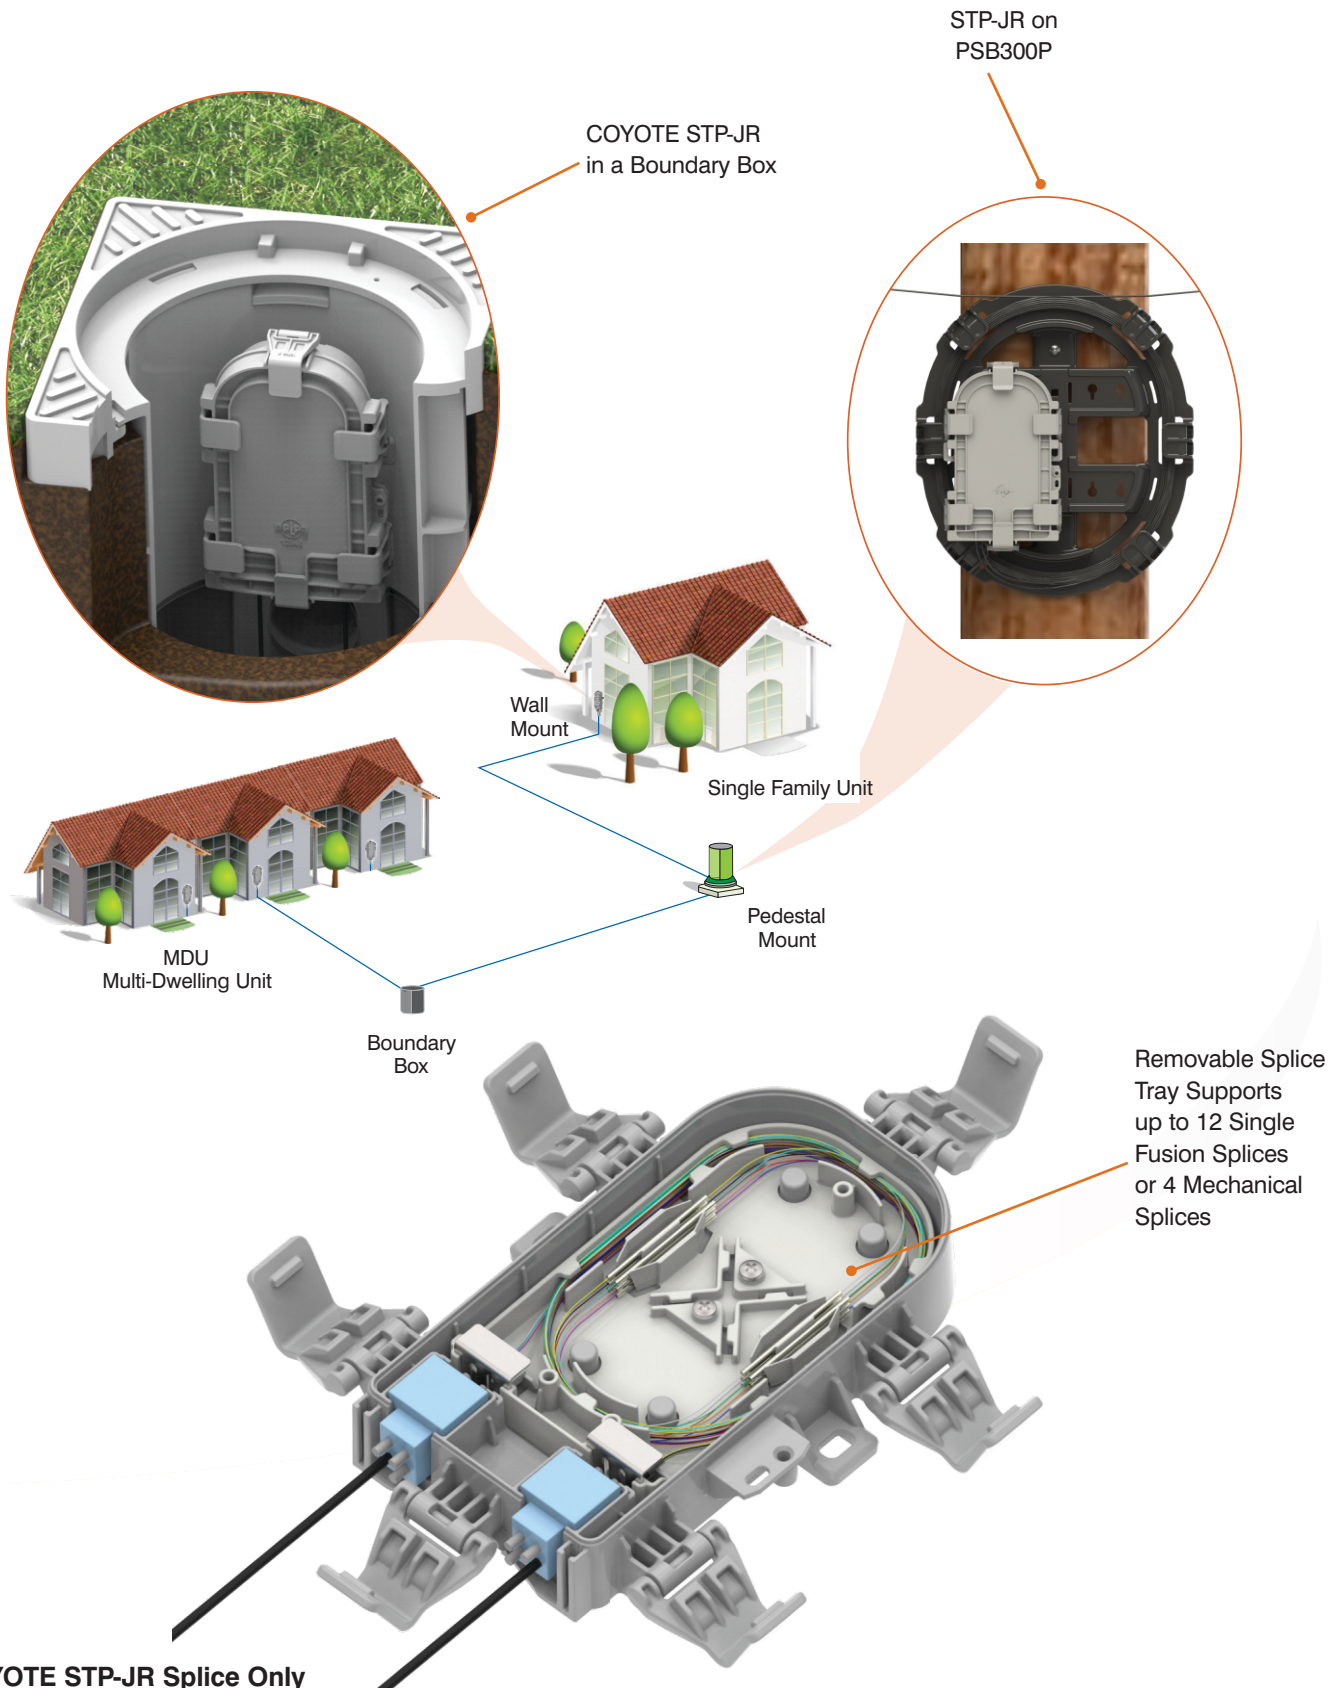 STP-JR on
PSB300P
COYOTE STP-JR
in a Boundary Box
Wall
Mount
Single Family Unit
Pedestal
Mount
MDU
Multi-Dwelling Unit
Boundary
Box
Removable Splice
Tray Supports
up to 12 Single
Fusion Splices
or 4 Mechanical
Splices
YOTE STP-JR Splice Only